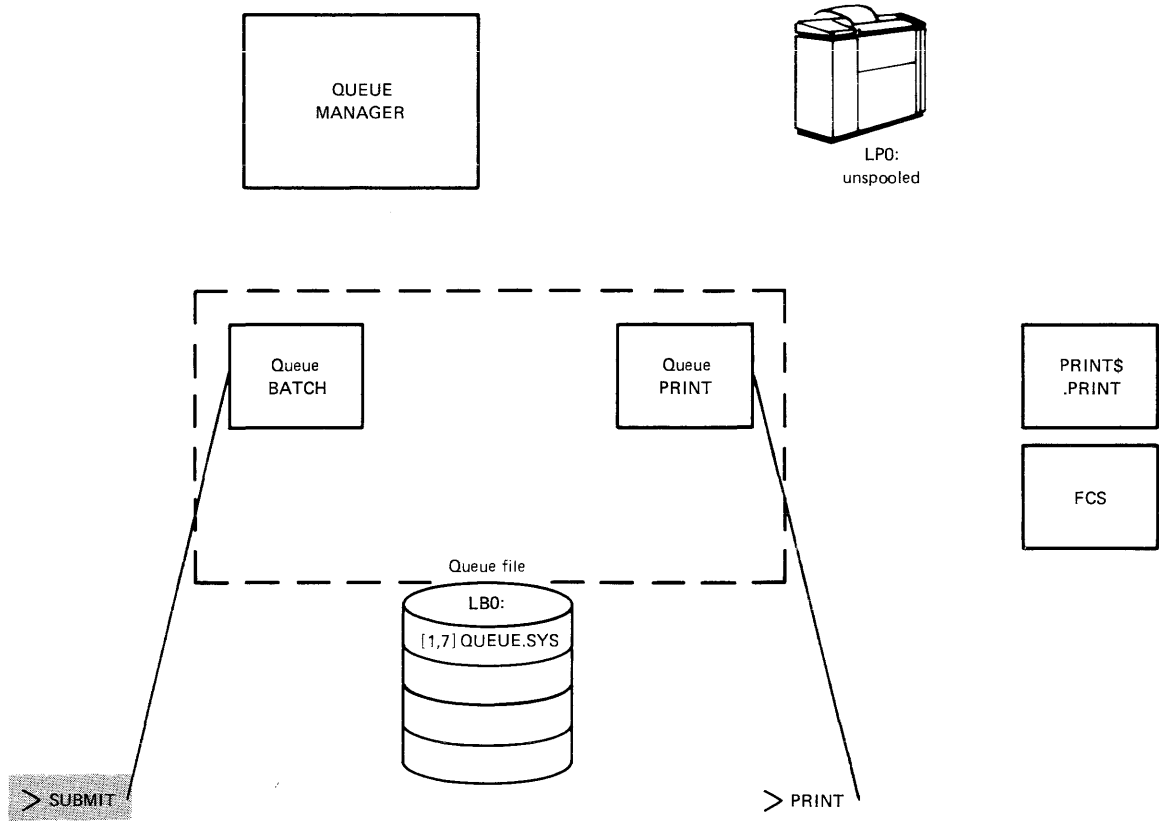 QUEUE
MANAGER
LP0:
unspooled
Queue
BATCH
Queue
PRINT
PRINT$
.PRINT
FCS
Queue file
LB0:
[1,7] QUEUE.SYS
> SUBMIT
> PRINT